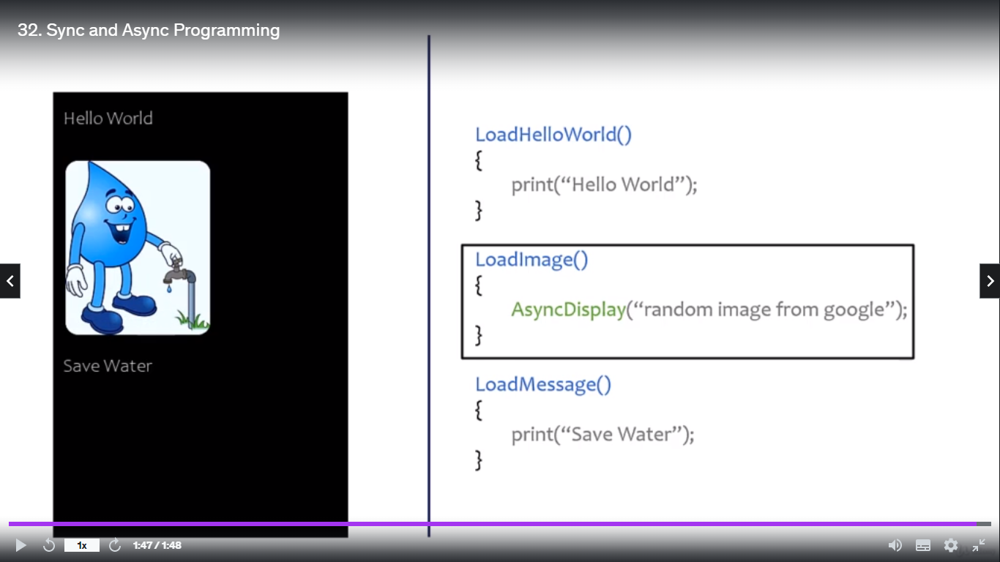 32. Sync and Async Programming
Hello World
Save Water
LoadHelloWorld()
{
print(“Hello World”);
}
LoadImage()
{
AsyncDisplay(“random image from google”);
}
LoadMessage()
{
print(“Save Water”);
}
1x
1:47 / 1:48